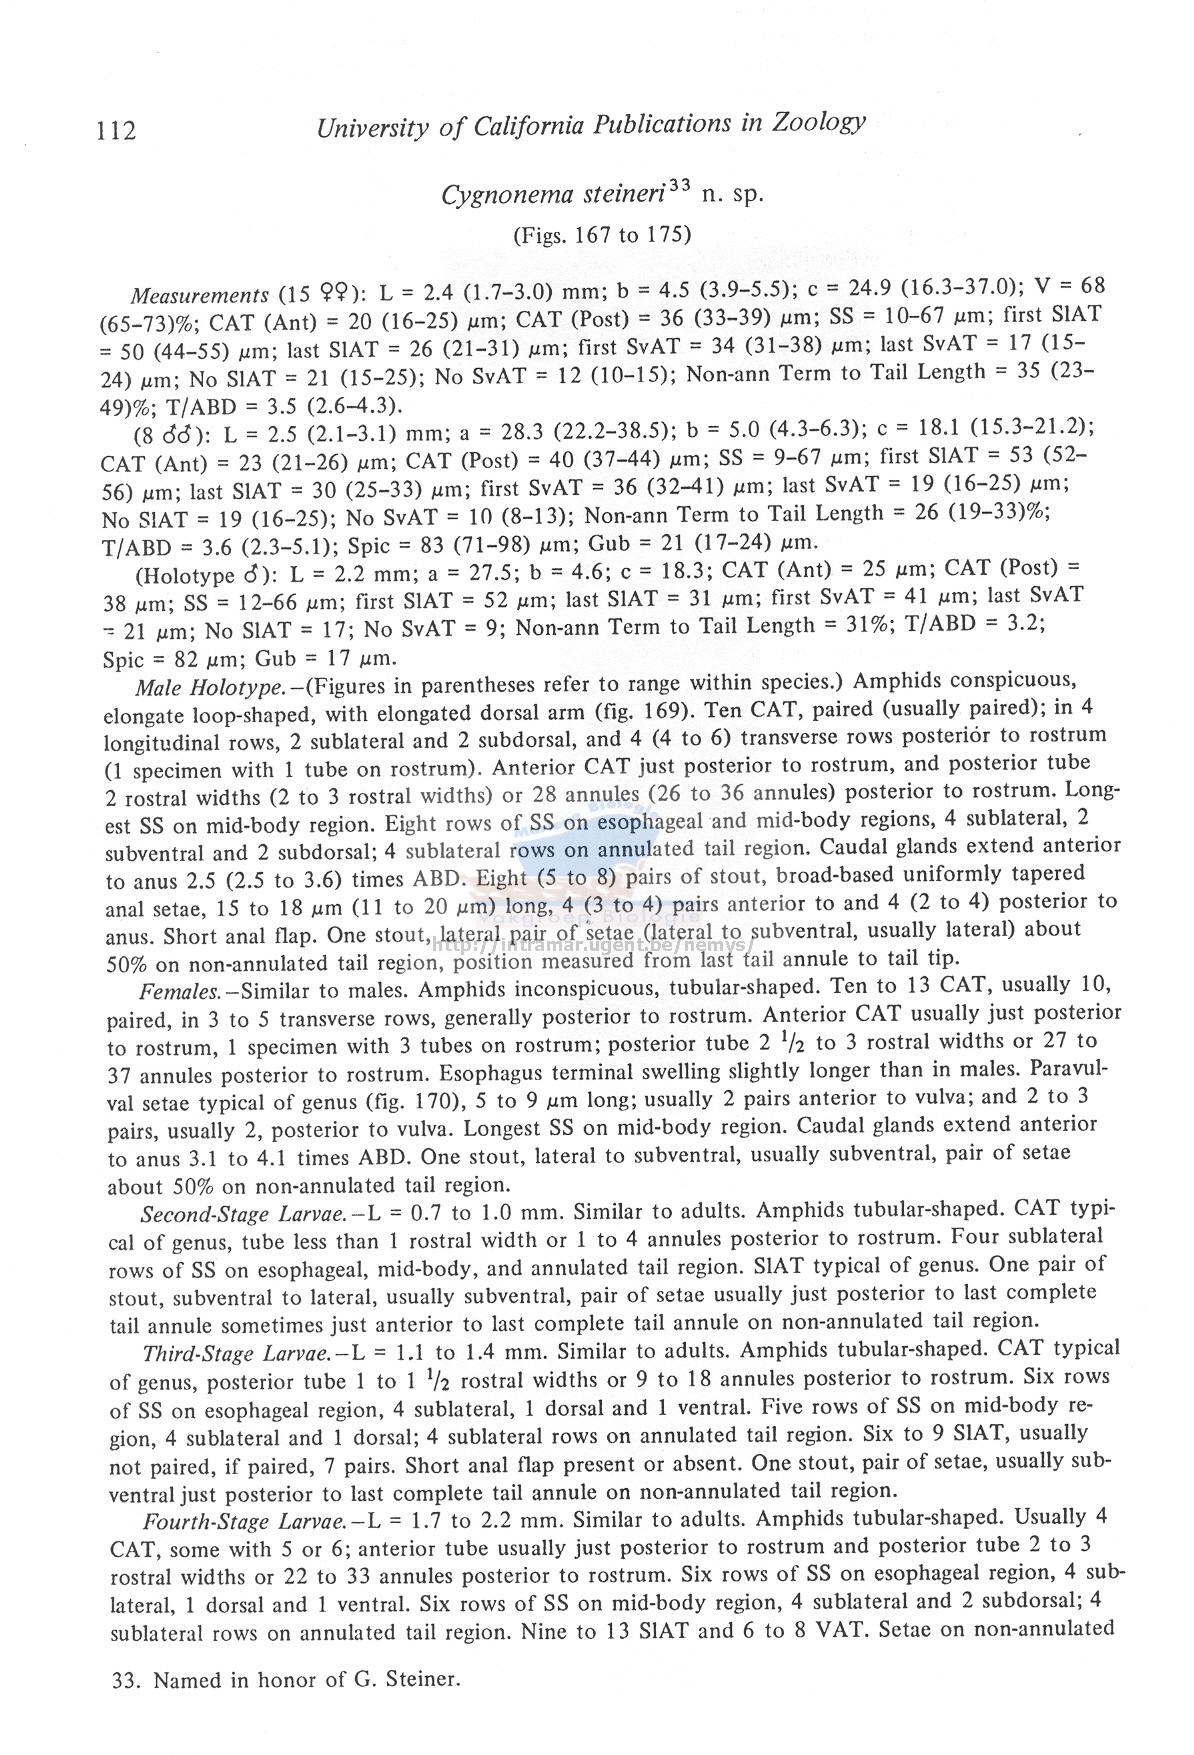 112 University of California Publications in Zoology
Cygnonema steineri³³ n. sp.
(Figs. 167 to 175)
Measurements (15 ♀♀): L = 2.4 (1.7–3.0) mm; b = 4.5 (3.9–5.5); c = 24.9 (16.3–37.0); V = 68
(65–73)%; CAT (Ant) = 20 (16–25) μm; CAT (Post) = 36 (33–39) μm; SS = 10–67 μm; first SlAT
= 50 (44–55) μm; last SlAT = 26 (21–31) μm; first SvAT = 34 (31–38) μm; last SvAT = 17 (15–
24) μm; No SlAT = 21 (15–25); No SvAT = 12 (10–15); Non-ann Term to Tail Length = 35 (23–
49)%; T/ABD = 3.5 (2.6–4.3).
(8 ♂♂): L = 2.5 (2.1–3.1) mm; a = 28.3 (22.2–38.5); b = 5.0 (4.3–6.3); c = 18.1 (15.3–21.2);
CAT (Ant) = 23 (21–26) μm; CAT (Post) = 40 (37–44) μm; SS = 9–67 μm; first SlAT = 53 (52–
56) μm; last SlAT = 30 (25–33) μm; first SvAT = 36 (32–41) μm; last SvAT = 19 (16–25) μm;
No SlAT = 19 (16–25); No SvAT = 10 (8–13); Non-ann Term to Tail Length = 26 (19–33)%;
T/ABD = 3.6 (2.3–5.1); Spic = 83 (71–98) μm; Gub = 21 (17–24) μm.
(Holotype ♂): L = 2.2 mm; a = 27.5; b = 4.6; c = 18.3; CAT (Ant) = 25 μm; CAT (Post) =
38 μm; SS = 12–66 μm; first SlAT = 52 μm; last SlAT = 31 μm; first SvAT = 41 μm; last SvAT
= 21 μm; No SlAT = 17; No SvAT = 9; Non-ann Term to Tail Length = 31%; T/ABD = 3.2;
Spic = 82 μm; Gub = 17 μm.
Male Holotype.—(Figures in parentheses refer to range within species.) Amphids conspicuous,
elongate loop-shaped, with elongated dorsal arm (fig. 169). Ten CAT, paired (usually paired); in 4
longitudinal rows, 2 sublateral and 2 subdorsal, and 4 (4 to 6) transverse rows posterior to rostrum
(1 specimen with 1 tube on rostrum). Anterior CAT just posterior to rostrum, and posterior tube
2 rostral widths (2 to 3 rostral widths) or 28 annules (26 to 36 annules) posterior to rostrum. Long-
est SS on mid-body region. Eight rows of SS on esophageal and mid-body regions, 4 sublateral, 2
subventral and 2 subdorsal; 4 sublateral rows on annulated tail region. Caudal glands extend anterior
to anus 2.5 (2.5 to 3.6) times ABD. Eight (5 to 8) pairs of stout, broad-based uniformly tapered
anal setae, 15 to 18 μm (11 to 20 μm) long, 4 (3 to 4) pairs anterior to and 4 (2 to 4) posterior to
Vakgroep Biologie
anus. Short anal flap. One stout, lateral pair of setae (lateral to subventral, usually lateral) about
http://intramar.ugent.be/nemys/
50% on non-annulated tail region, position measured from last tail annule to tail tip.
Females.—Similar to males. Amphids inconspicuous, tubular-shaped. Ten to 13 CAT, usually 10,
paired, in 3 to 5 transverse rows, generally posterior to rostrum. Anterior CAT usually just posterior
to rostrum, 1 specimen with 3 tubes on rostrum; posterior tube 2 1/2 to 3 rostral widths or 27 to
37 annules posterior to rostrum. Esophagus terminal swelling slightly longer than in males. Paravul-
val setae typical of genus (fig. 170), 5 to 9 μm long; usually 2 pairs anterior to vulva; and 2 to 3
pairs, usually 2, posterior to vulva. Longest SS on mid-body region. Caudal glands extend anterior
to anus 3.1 to 4.1 times ABD. One stout, lateral to subventral, usually subventral, pair of setae
about 50% on non-annulated tail region.
Second-Stage Larvae.—L = 0.7 to 1.0 mm. Similar to adults. Amphids tubular-shaped. CAT typi-
cal of genus, tube less than 1 rostral width or 1 to 4 annules posterior to rostrum. Four sublateral
rows of SS on esophageal, mid-body, and annulated tail region. SlAT typical of genus. One pair of
stout, subventral to lateral, usually subventral, pair of setae usually just posterior to last complete
tail annule sometimes just anterior to last complete tail annule on non-annulated tail region.
Third-Stage Larvae.—L = 1.1 to 1.4 mm. Similar to adults. Amphids tubular-shaped. CAT typical
of genus, posterior tube 1 to 1 1/2 rostral widths or 9 to 18 annules posterior to rostrum. Six rows
of SS on esophageal region, 4 sublateral, 1 dorsal and 1 ventral. Five rows of SS on mid-body re-
gion, 4 sublateral and 1 dorsal; 4 sublateral rows on annulated tail region. Six to 9 SlAT, usually
not paired, if paired, 7 pairs. Short anal flap present or absent. One stout, pair of setae, usually sub-
ventral just posterior to last complete tail annule on non-annulated tail region.
Fourth-Stage Larvae.—L = 1.7 to 2.2 mm. Similar to adults. Amphids tubular-shaped. Usually 4
CAT, some with 5 or 6; anterior tube usually just posterior to rostrum and posterior tube 2 to 3
rostral widths or 22 to 33 annules posterior to rostrum. Six rows of SS on esophageal region, 4 sub-
lateral, 1 dorsal and 1 ventral. Six rows of SS on mid-body region, 4 sublateral and 2 subdorsal; 4
sublateral rows on annulated tail region. Nine to 13 SlAT and 6 to 8 VAT. Setae on non-annulated
33. Named in honor of G. Steiner.